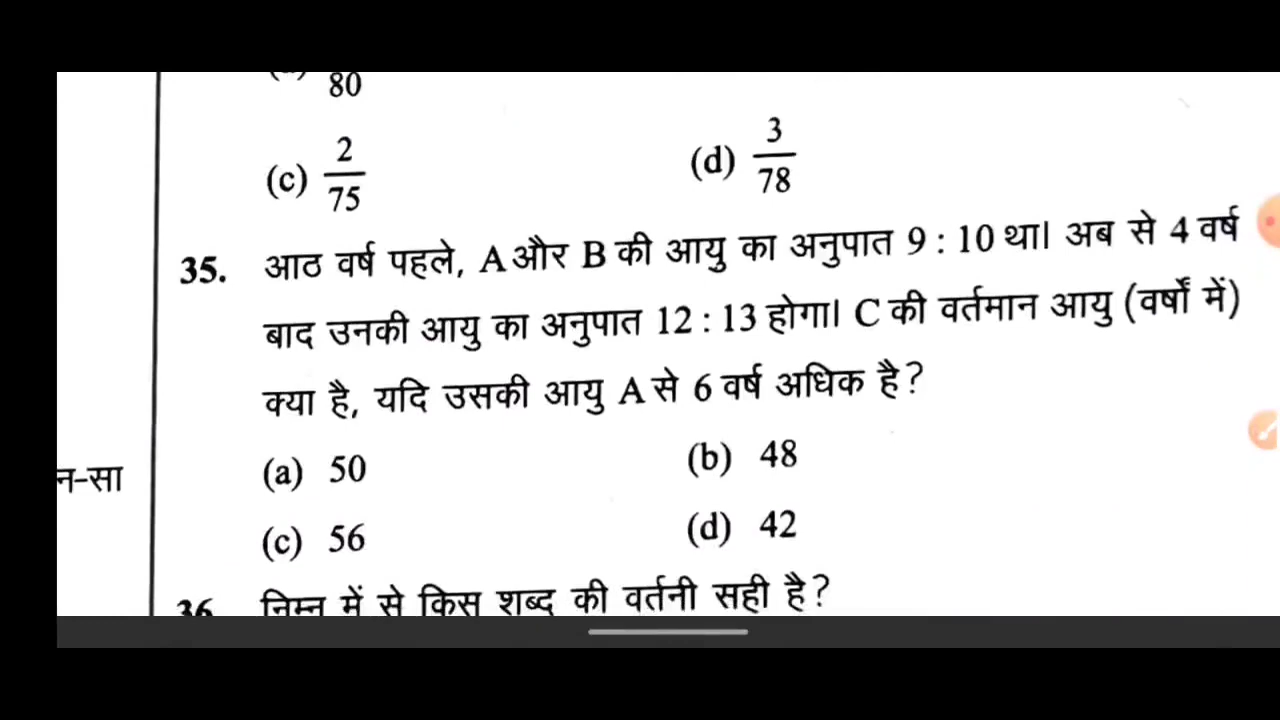 80
(c) 2/75 (d) 3/78
35. आठ वर्ष पहले, A और B की आयु का अनुपात 9 : 10 था। अब से 4 वर्ष
बाद उनकी आयु का अनुपात 12 : 13 होगा। C की वर्तमान आयु (वर्षों में)
क्या है, यदि उसकी आयु A से 6 वर्ष अधिक है?
(a) 50 (b) 48
न-सा
(c) 56 (d) 42
36. निम्न में से किस शब्द की वर्तनी सही है?